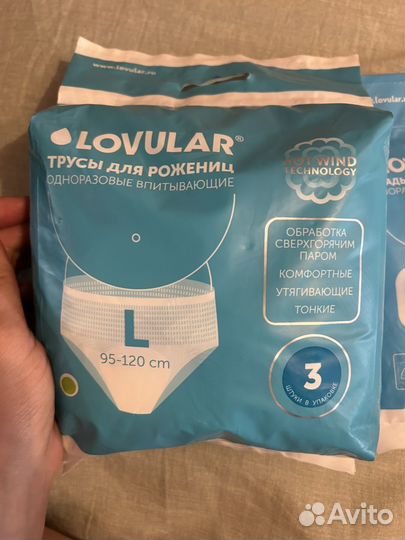 www.lovular.ru
LOVULAR®
ТРУСЫ ДЛЯ РОЖЕНИЦ
ОДНОРАЗОВЫЕ ВПИТЫВАЮЩИЕ
HOT WIND
TECHNOLOGY
ОБРАБОТКА
СВЕРХГОРЯЧИМ
ПАРОМ
КОМФОРТНЫЕ
УТЯГИВАЮЩИЕ
ТОНКИЕ
L
95-120 cm
3
ШТУКИ В УПАКОВКЕ
Avito